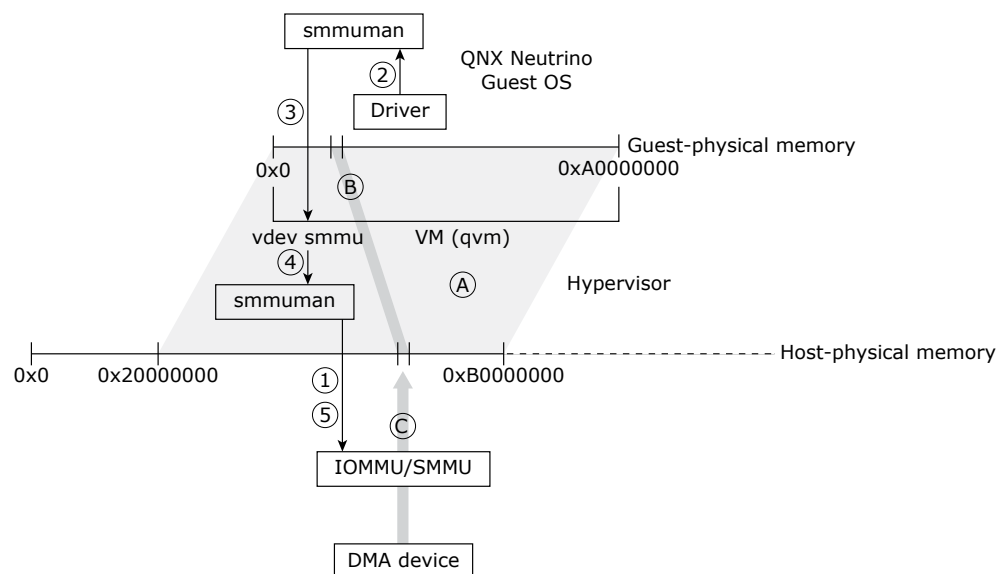 smmuman
QNX Neutrino
Guest OS
2
Driver
3
Guest-physical memory
0x0
0xA0000000
B
vdev smmu
VM (qvm)
4
A
Hypervisor
smmuman
Host-physical memory
0x0
0x20000000
0xB0000000
1
5
C
IOMMU/SMMU
DMA device